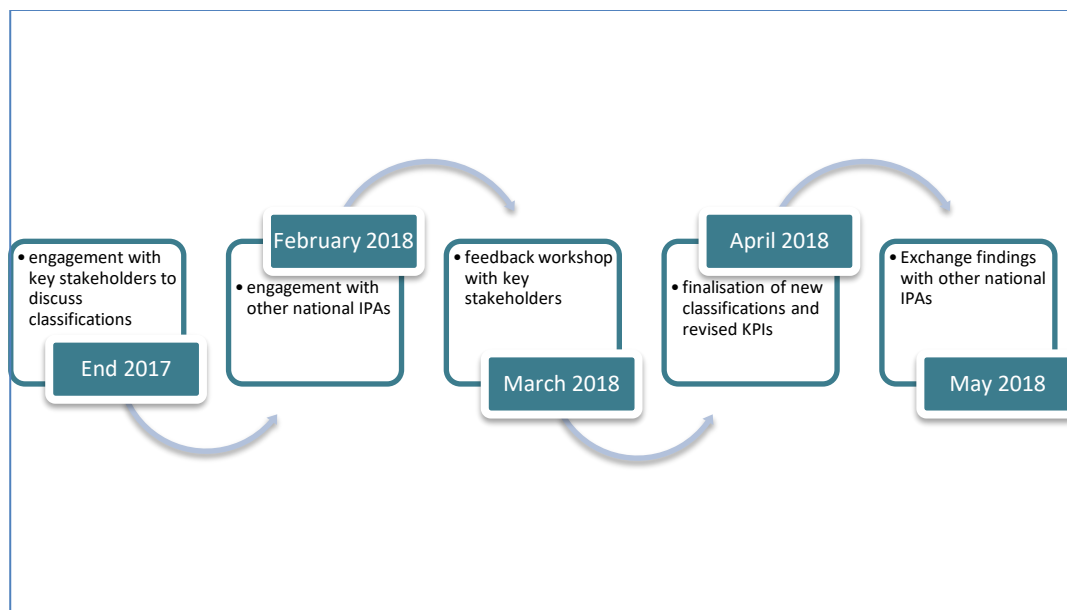 • engagement with
key stakeholders to
discuss
classifications
End 2017
February 2018
• engagement with
other national IPAs
• feedback workshop
with key
stakeholders
March 2018
April 2018
• finalisation of new
classifications and
revised KPIs
• Exchange findings
with other national
IPAs
May 2018